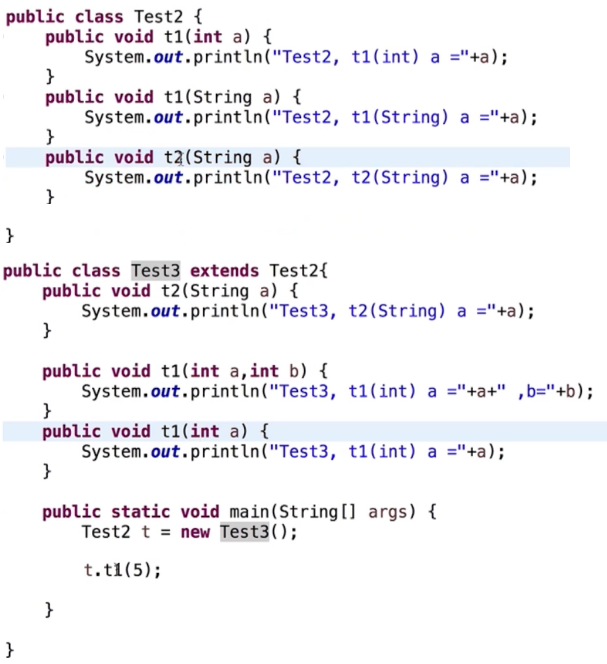 public class Test2 {
    public void t1(int a) {
        System.out.println("Test2, t1(int) a ="+a);
    }
    public void t1(String a) {
        System.out.println("Test2, t1(String) a ="+a);
    }
    public void t2(String a) {
        System.out.println("Test2, t2(String) a ="+a);
    }
}
public class Test3 extends Test2{
    public void t2(String a) {
        System.out.println("Test3, t2(String) a ="+a);
    }
    public void t1(int a,int b) {
        System.out.println("Test3, t1(int) a ="+a+" ,b="+b);
    }
    public void t1(int a) {
        System.out.println("Test3, t1(int) a ="+a);
    }
    public static void main(String[] args) {
        Test2 t = new Test3();
        t.t1(5);
    }
}